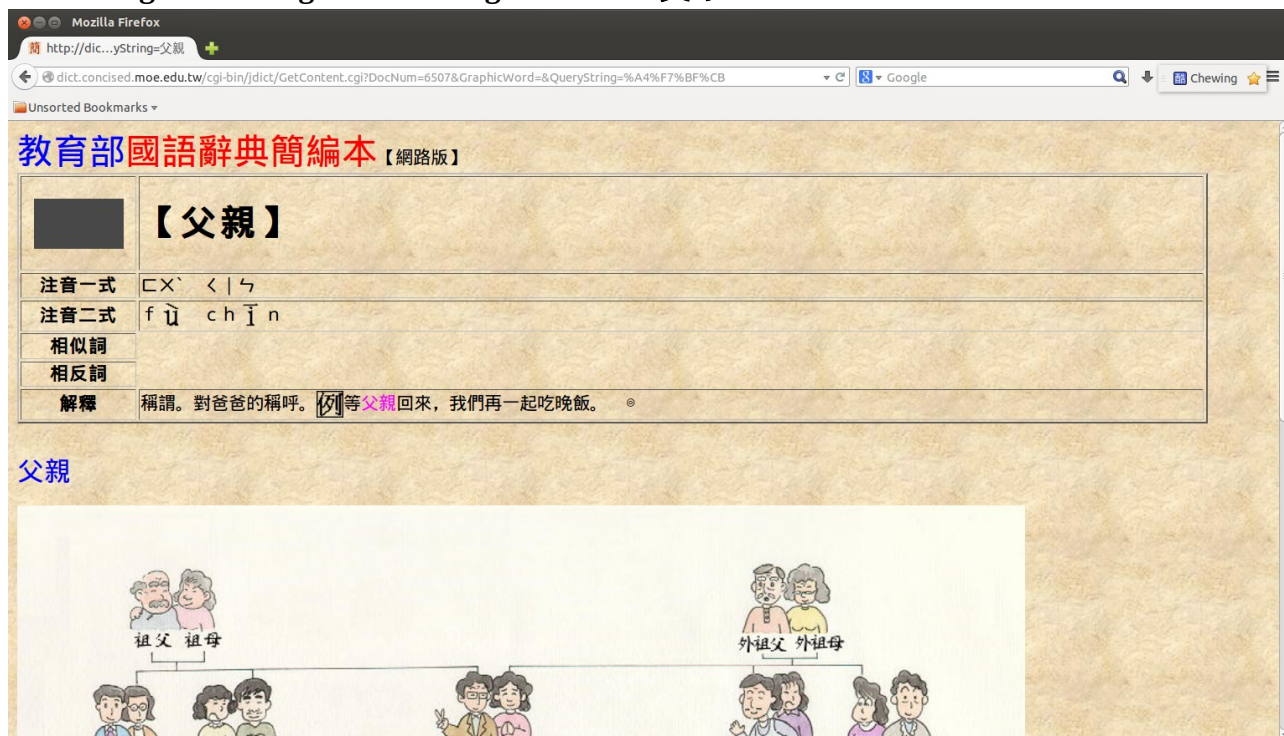 Mozilla Firefox
簡 http://dic...yString=父親
dict.concised.moe.edu.tw/cgi-bin/jdict/GetContent.cgi?DocNum=6507&GraphicWord=&QueryString=%A4%F7%BF%CB
8 Google
酷 Chewing
Unsorted Bookmarks
教育部國語辭典簡編本【網路版】
【父親】
注音一式 ㄈㄨˋ ㄑㄧㄣ
注音二式 fù chīn
相似詞
相反詞
解釋 稱謂。對爸爸的稱呼。例等父親回來，我們再一起吃晚飯。 ◎
父親
祖父 祖母
外祖父 外祖母